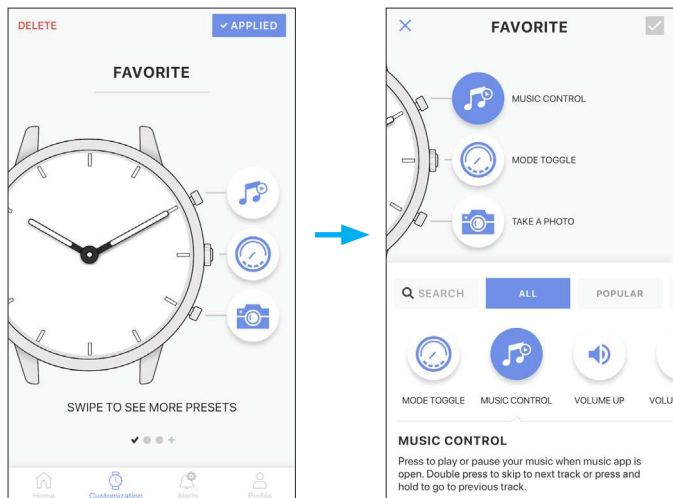 DELETE
APPLIED
FAVORITE
SWIPE TO SEE MORE PRESETS
Home
Customization
Alerts
Profile
FAVORITE
MUSIC CONTROL
MODE TOGGLE
TAKE A PHOTO
SEARCH
ALL
POPULAR
MODE TOGGLE
MUSIC CONTROL
VOLUME UP
VOLU
MUSIC CONTROL
Press to play or pause your music when music app is
open. Double press to skip to next track or press and
hold to go to previous track.